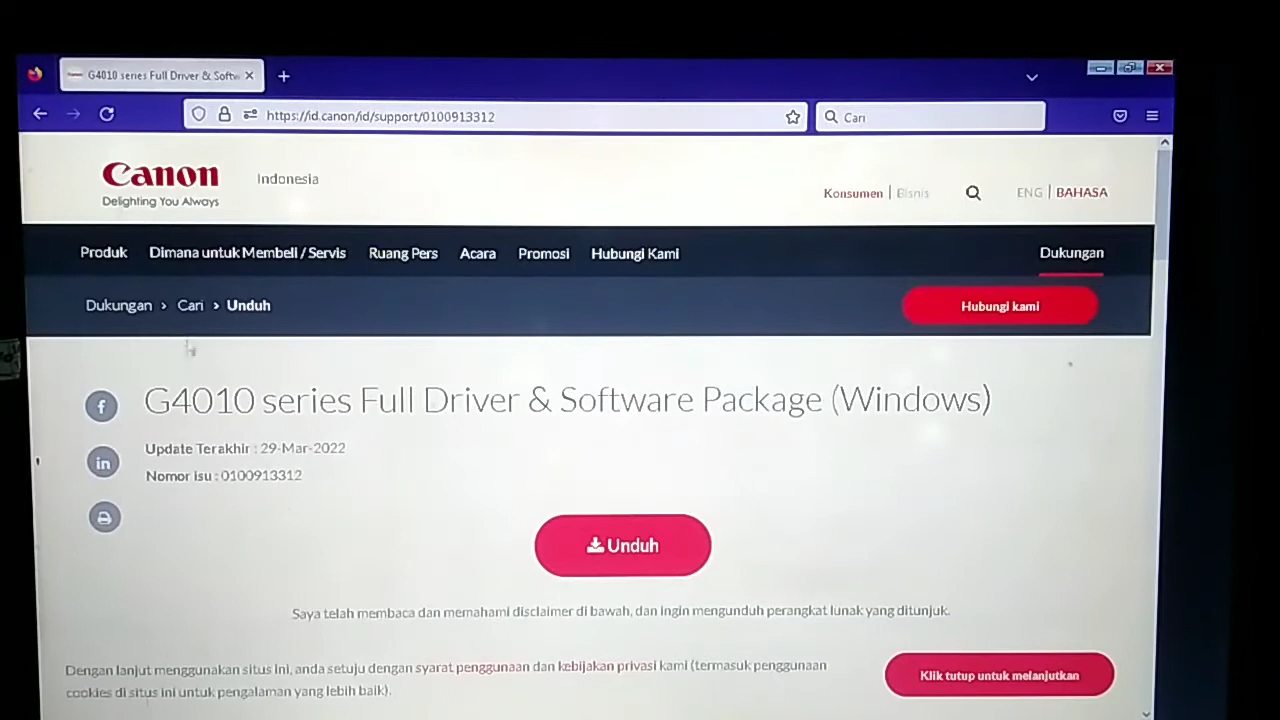 G4010 series Full Driver & Softw
https://id.canon/id/support/0100913312
Cari
Canon
Delighting You Always
Indonesia
Konsumen | Bisnis
ENG | BAHASA
Produk
Dimana untuk Membeli / Servis
Ruang Pers
Acara
Promosi
Hubungi Kami
Dukungan
Dukungan > Cari > Unduh
Hubungi kami
G4010 series Full Driver & Software Package (Windows)
Update Terakhir : 29-Mar-2022
Nomor isu : 0100913312
Unduh
Saya telah membaca dan memahami disclaimer di bawah, dan ingin mengunduh perangkat lunak yang ditunjuk.
Dengan lanjut menggunakan situs ini, anda setuju dengan syarat penggunaan dan kebijakan privasi kami (termasuk penggunaan
cookies di situs ini untuk pengalaman yang lebih baik).
Klik tutup untuk melanjutkan